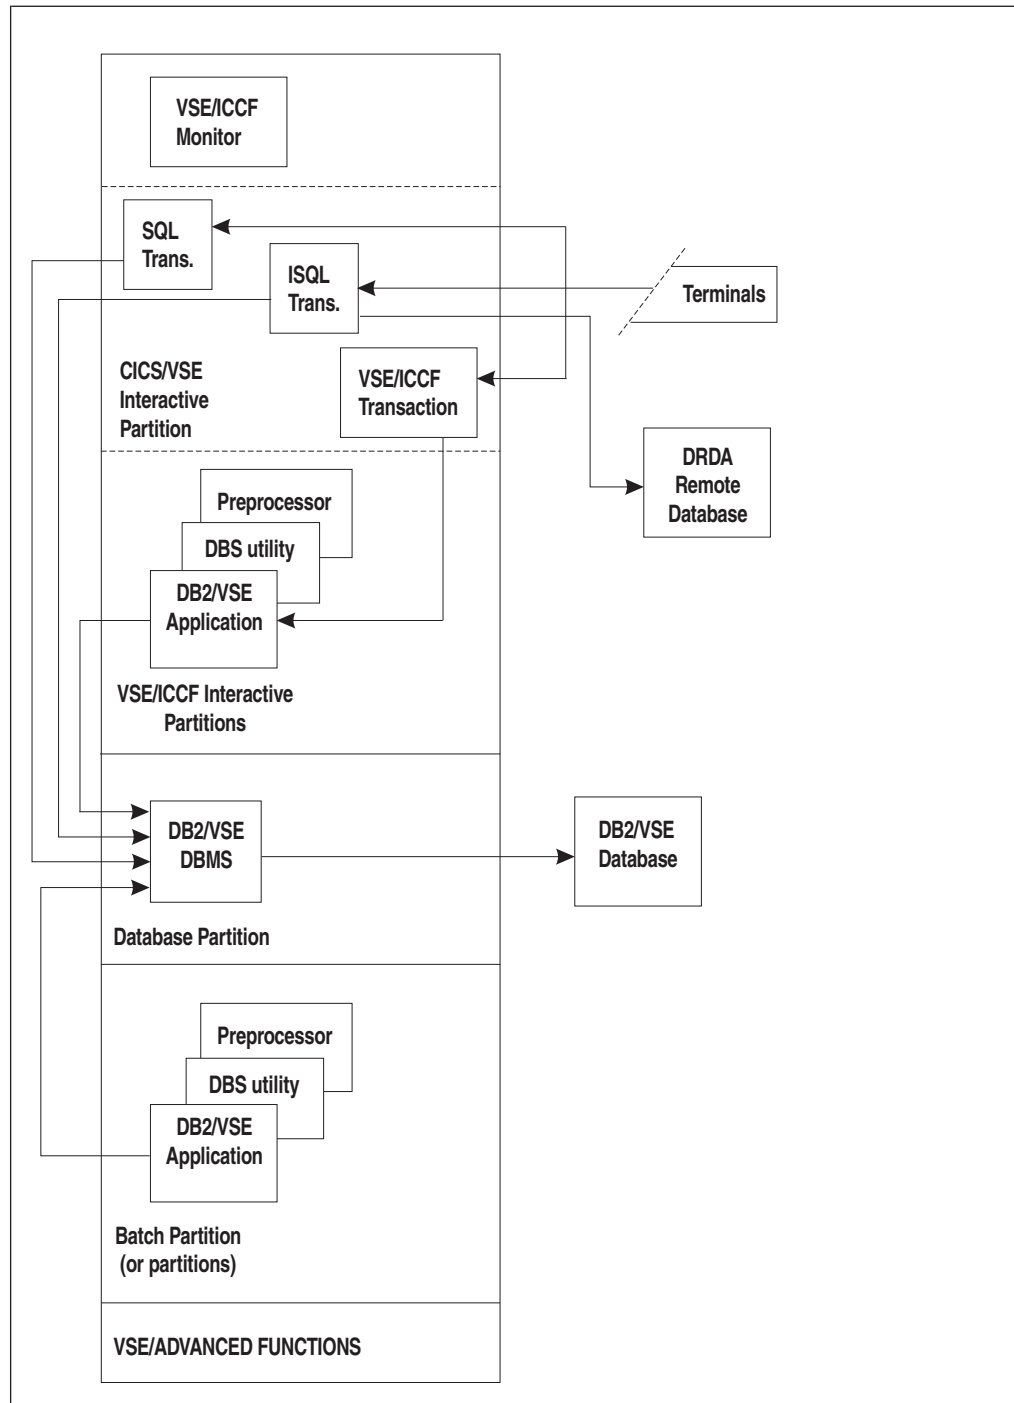 VSE/ICCF
Monitor
SQL
Trans.
ISQL
Trans.
Terminals
CICS/VSE
Interactive
Partition
VSE/ICCF
Transaction
DRDA
Remote
Database
Preprocessor
DBS utility
DB2/VSE
Application
VSE/ICCF Interactive
Partitions
DB2/VSE
DBMS
DB2/VSE
Database
Database Partition
Preprocessor
DBS utility
DB2/VSE
Application
Batch Partition
(or partitions)
VSE/ADVANCED FUNCTIONS